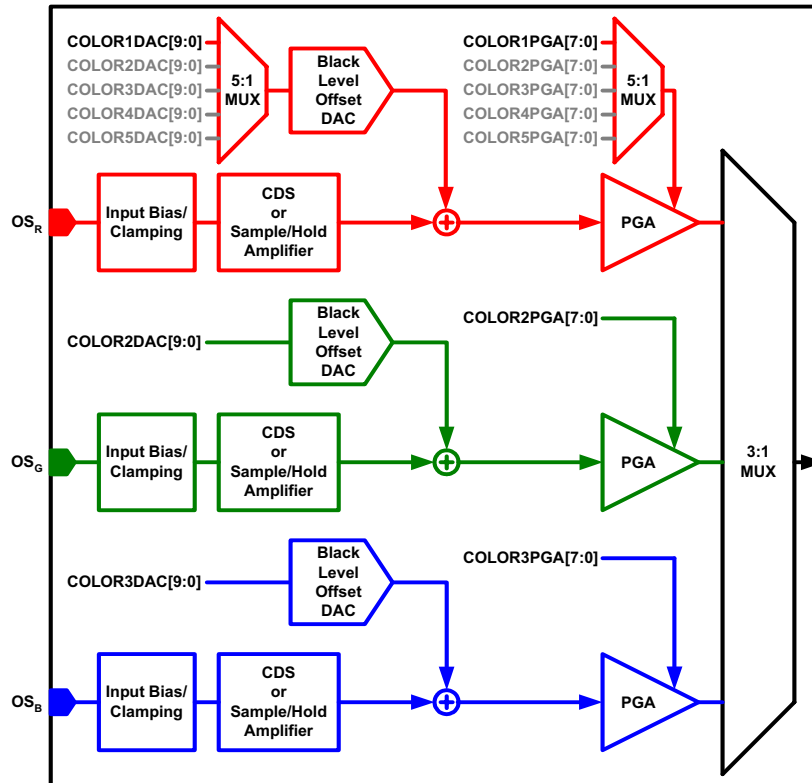 COLOR1DAC[9:0]
COLOR2DAC[9:0]
COLOR3DAC[9:0]
COLOR4DAC[9:0]
COLOR5DAC[9:0]
5:1
MUX
Black
Level
Offset
DAC
COLOR1PGA[7:0]
COLOR2PGA[7:0]
COLOR3PGA[7:0]
COLOR4PGA[7:0]
COLOR5PGA[7:0]
5:1
MUX
OSR
Input Bias/
Clamping
CDS
or
Sample/Hold
Amplifier
PGA
COLOR2DAC[9:0]
Black
Level
Offset
DAC
COLOR2PGA[7:0]
OSG
Input Bias/
Clamping
CDS
or
Sample/Hold
Amplifier
PGA
3:1
MUX
COLOR3DAC[9:0]
Black
Level
Offset
DAC
COLOR3PGA[7:0]
OSB
Input Bias/
Clamping
CDS
or
Sample/Hold
Amplifier
PGA